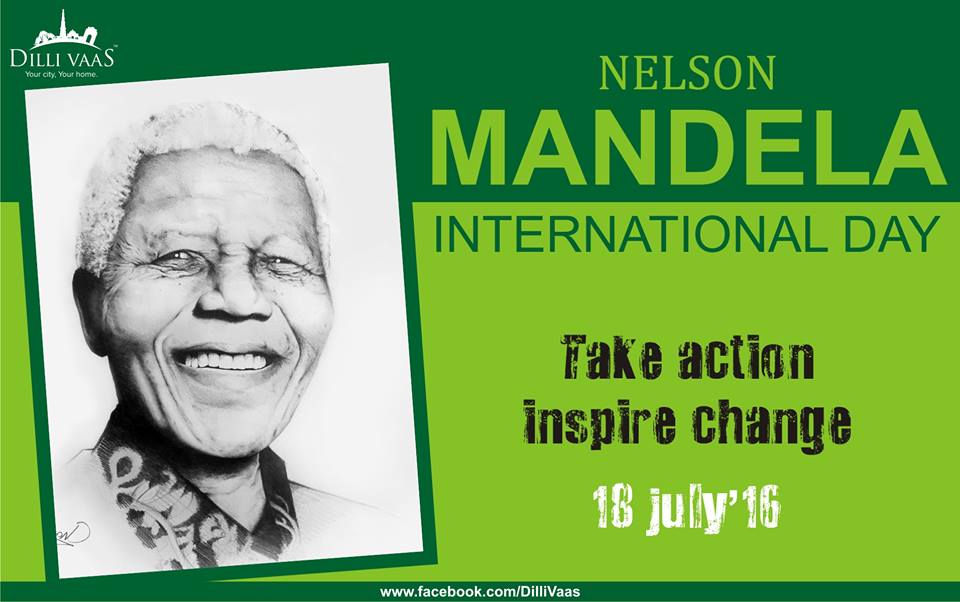 DILLI VAAS™
Your city, Your home.
NELSON
MANDELA
INTERNATIONAL DAY
Take action
inspire change
18 july'16
www.facebook.com/DilliVaas